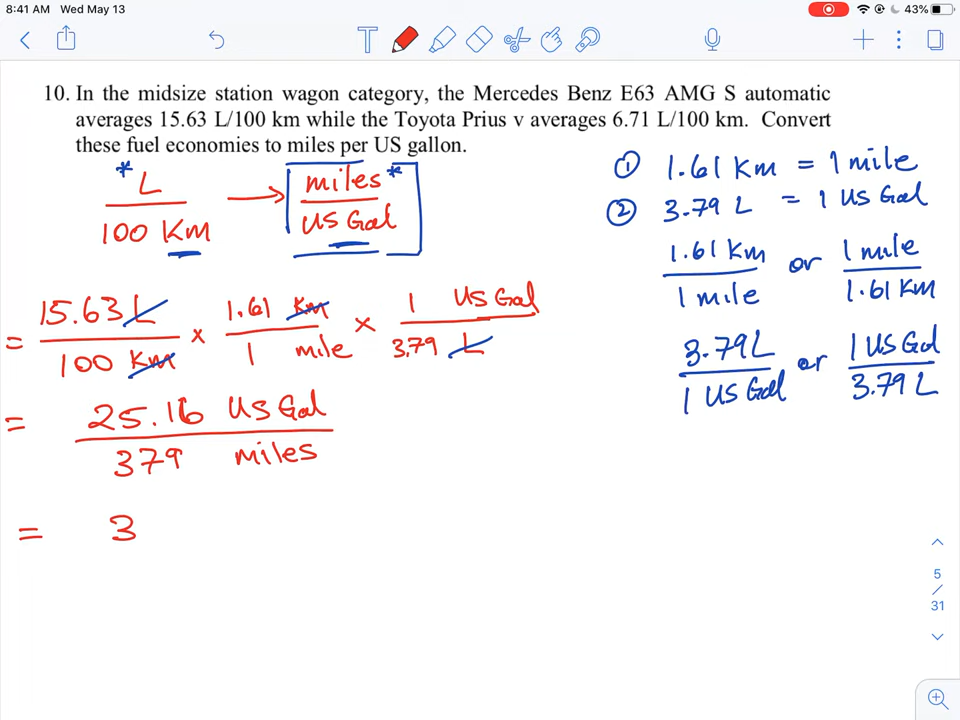 8:41 AM Wed May 13
43%
T
10. In the midsize station wagon category, the Mercedes Benz E63 AMG S automatic
averages 15.63 L/100 km while the Toyota Prius v averages 6.71 L/100 km. Convert
these fuel economies to miles per US gallon.
* L / 100 Km → miles* / US Gal
① 1.61 Km = 1 mile
② 3.79 L = 1 US Gal
1.61 Km / 1 mile or 1 mile / 1.61 Km
3.79 L / 1 US Gal or 1 US Gal / 3.79 L
= 15.63 L / 100 Km × 1.61 Km / 1 mile × 1 US Gal / 3.79 L
= 25.16 US Gal / 379 miles
= 3
5
/
31